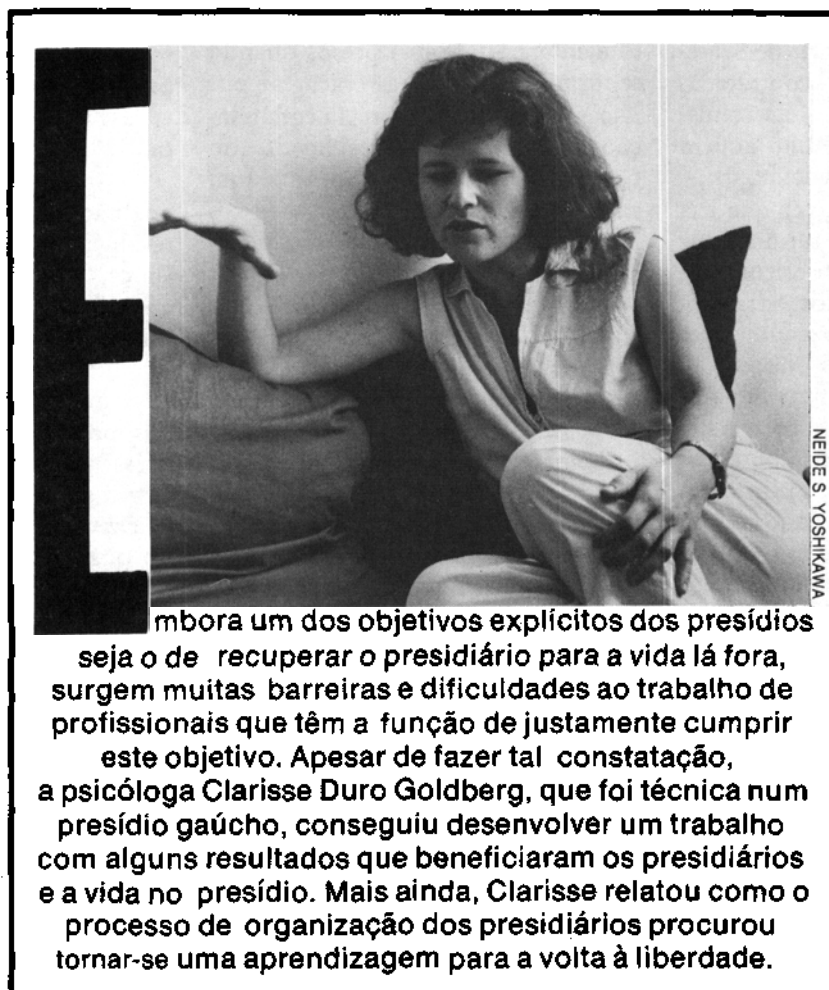 NEIDE S. YOSHIKAWA
Embora um dos objetivos explícitos dos presídios
seja o de recuperar o presidiário para a vida lá fora,
surgem muitas barreiras e dificuldades ao trabalho de
profissionais que têm a função de justamente cumprir
este objetivo. Apesar de fazer tal constatação,
a psicóloga Clarisse Duro Goldberg, que foi técnica num
presídio gaúcho, conseguiu desenvolver um trabalho
com alguns resultados que beneficiaram os presidiários
e a vida no presídio. Mais ainda, Clarisse relatou como o
processo de organização dos presidiários procurou
tornar-se uma aprendizagem para a volta à liberdade.